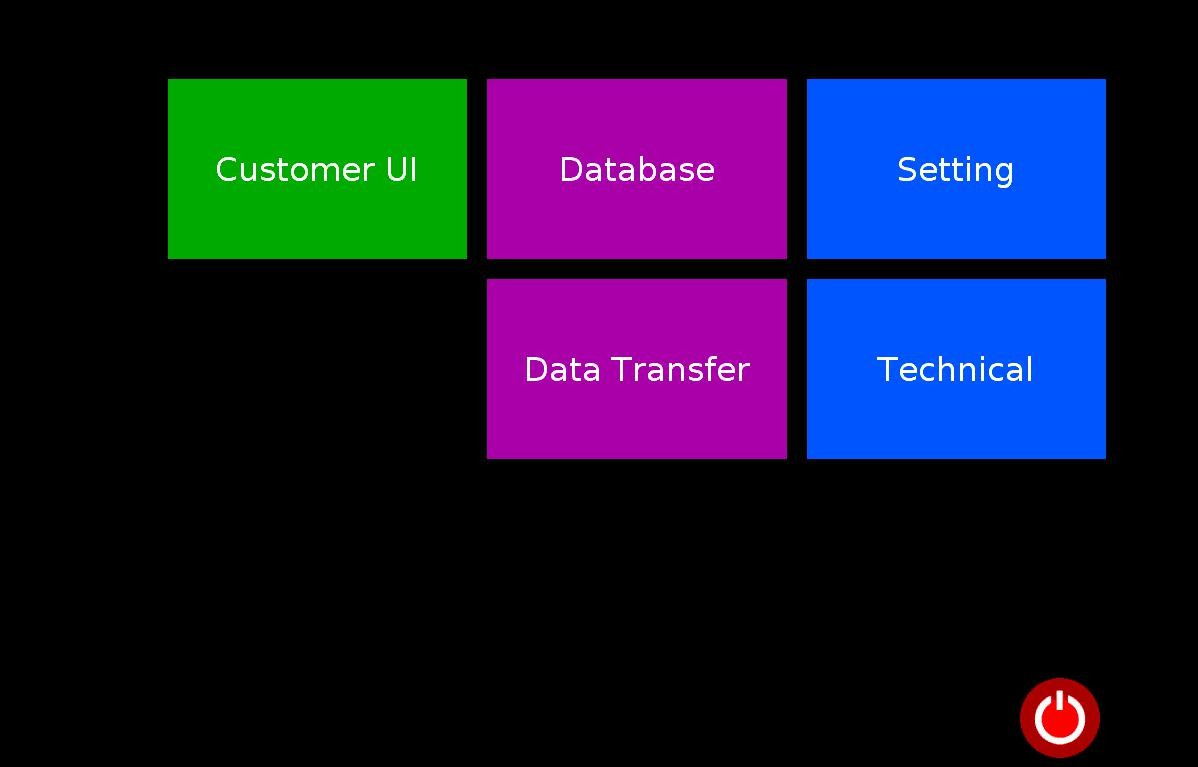 Customer UI
Database
Setting
Data Transfer
Technical